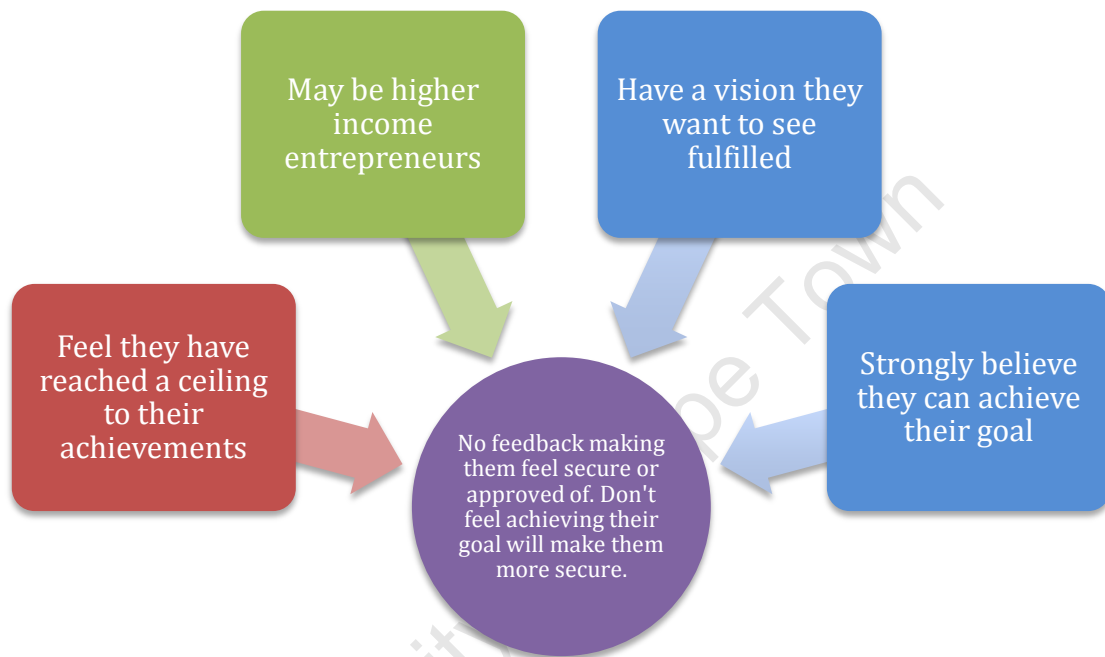 May be higher
income
entrepreneurs
Have a vision they
want to see
fulfilled
Feel they have
reached a ceiling
to their
achievements
Strongly believe
they can achieve
their goal
No feedback making
them feel secure or
approved of. Don't
feel achieving their
goal will make them
more secure.
Town